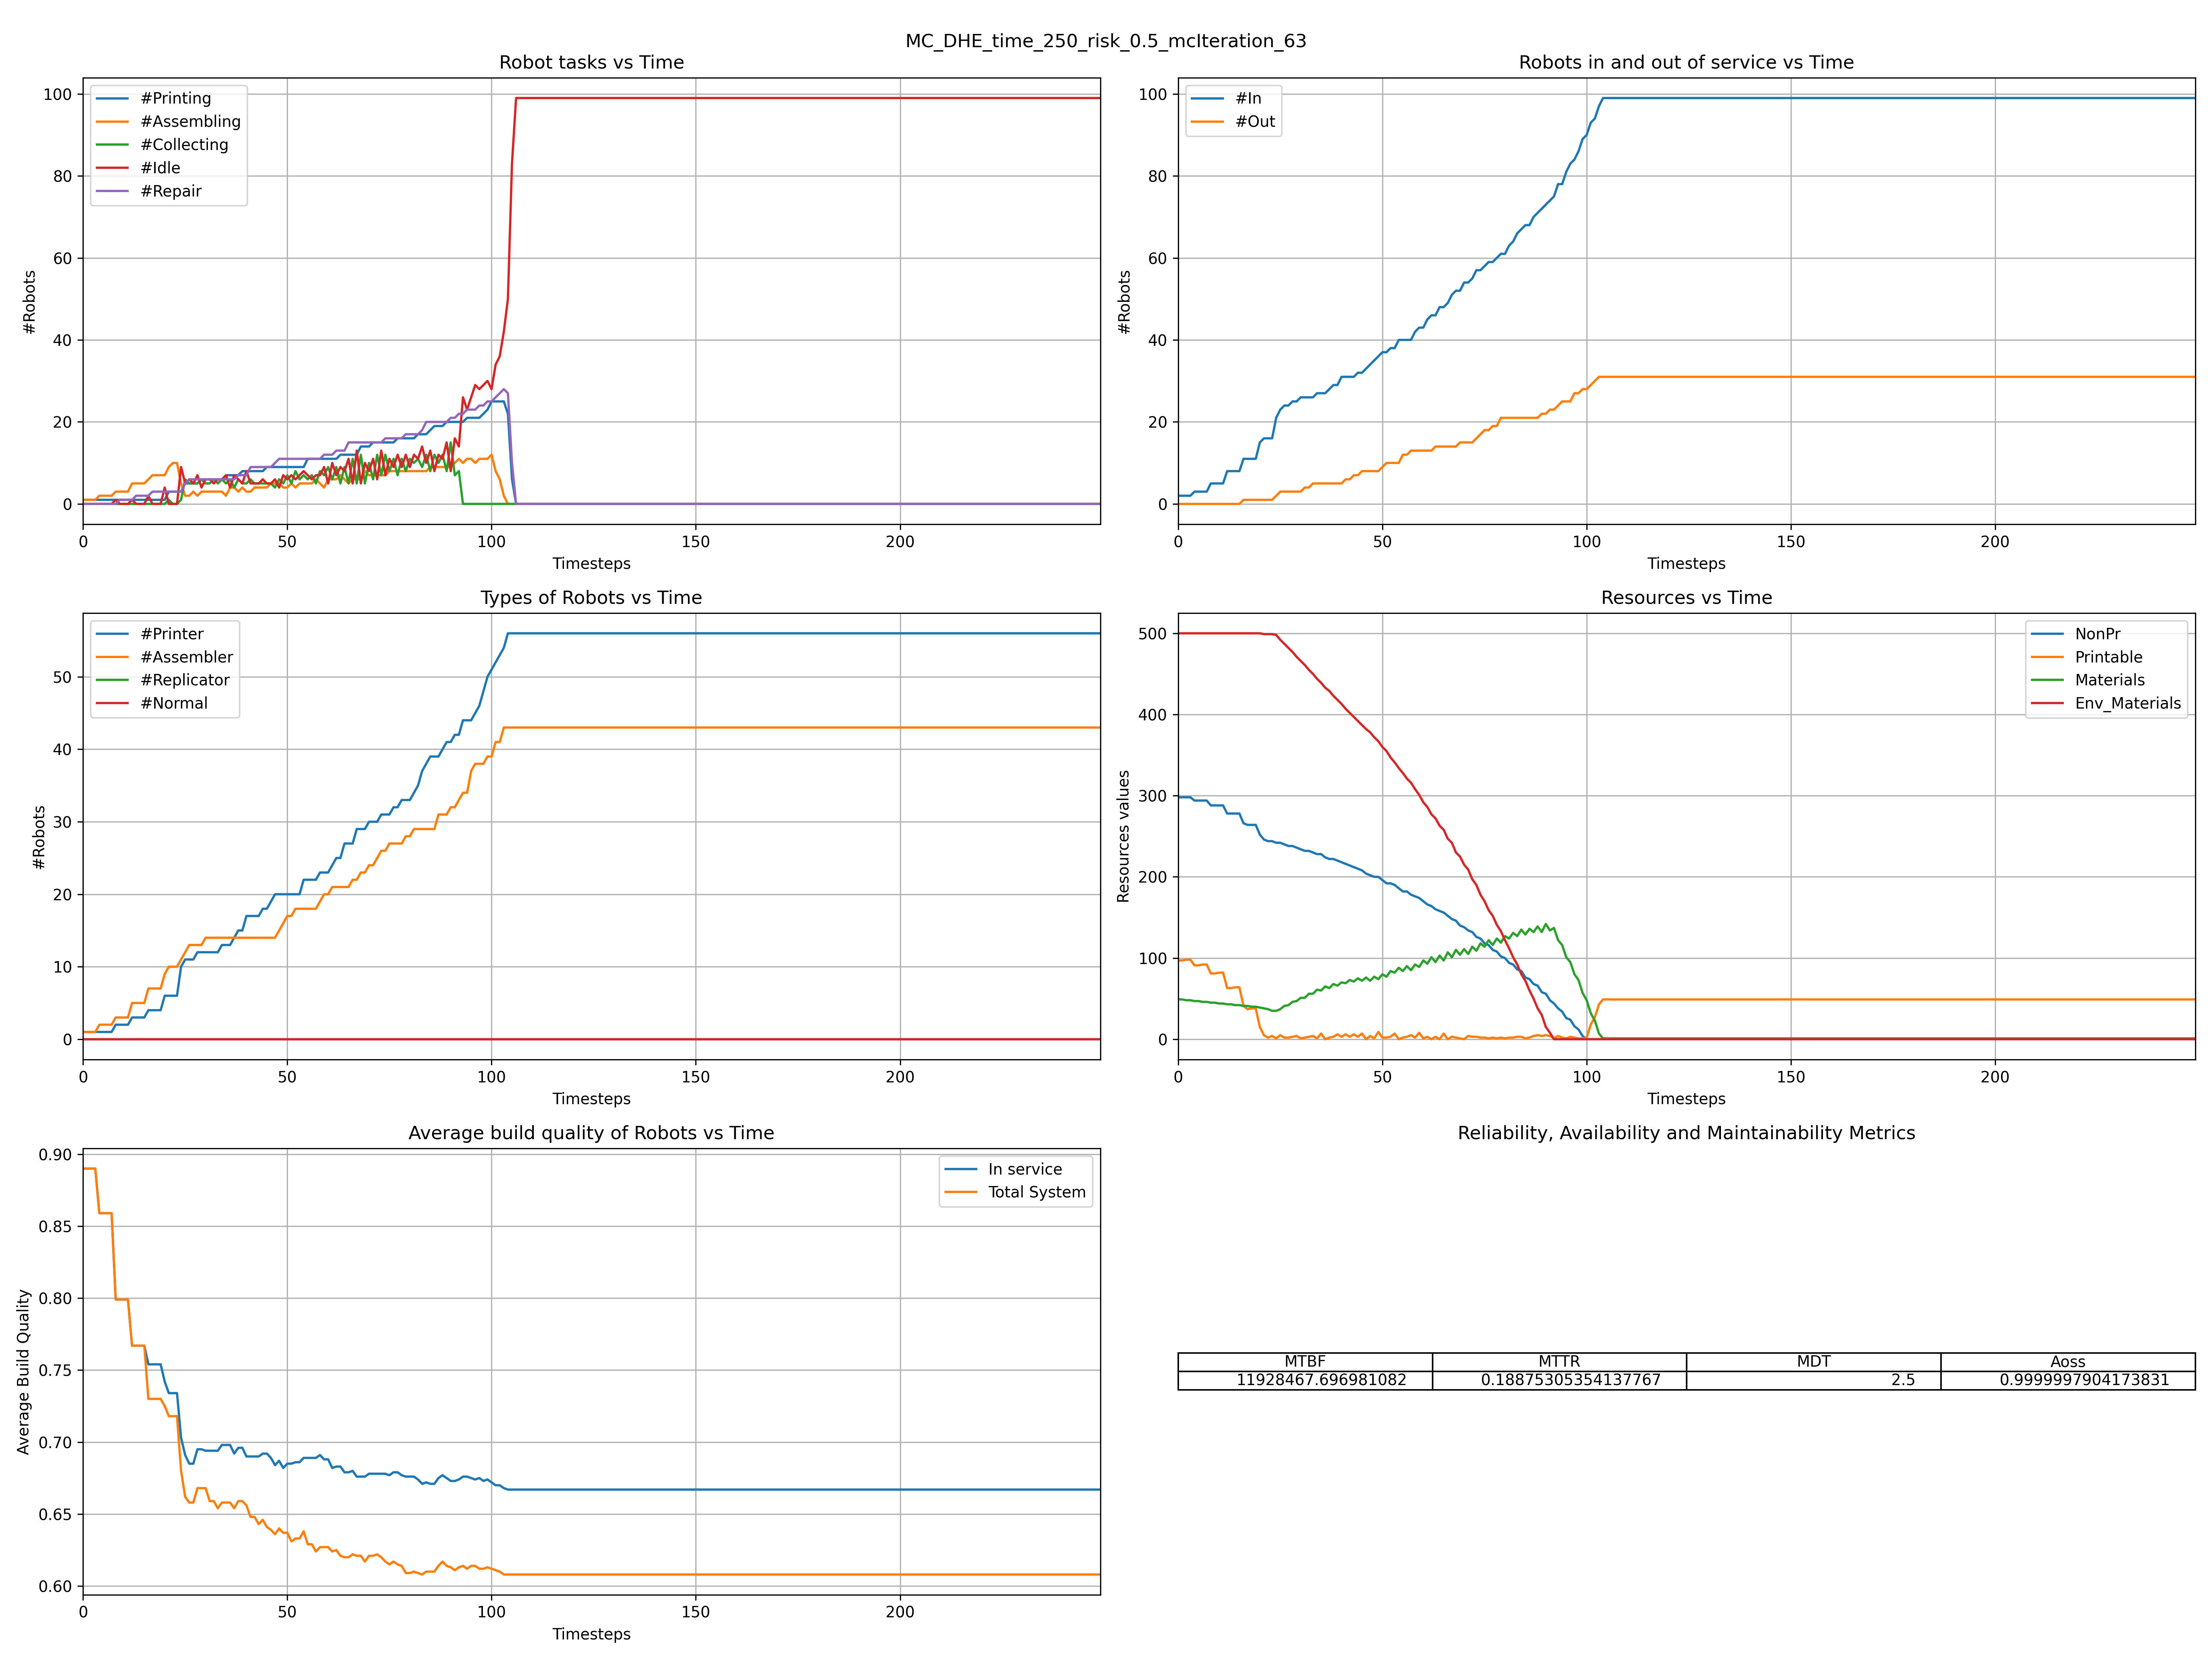 MC_DHE_time_250_risk_0.5_mcIteration_63
Robot tasks vs Time
100
80
60
40
20
0
#Robots
#Printing
#Assembling
#Collecting
#Idle
#Repair
0 50 100 150 200
Timesteps
Robots in and out of service vs Time
100
80
60
40
20
0
#Robots
#In
#Out
0 50 100 150 200
Timesteps
Types of Robots vs Time
50
40
30
20
10
0
#Robots
#Printer
#Assembler
#Replicator
#Normal
0 50 100 150 200
Timesteps
Resources vs Time
500
400
300
200
100
0
Resources values
NonPr
Printable
Materials
Env_Materials
0 50 100 150 200
Timesteps
Average build quality of Robots vs Time
0.90
0.85
0.80
0.75
0.70
0.65
0.60
Average Build Quality
In service
Total System
0 50 100 150 200
Timesteps
Reliability, Availability and Maintainability Metrics
MTBF MTTR MDT Aoss
11928467.696981082 0.18875305354137767 2.5 0.9999997904173831